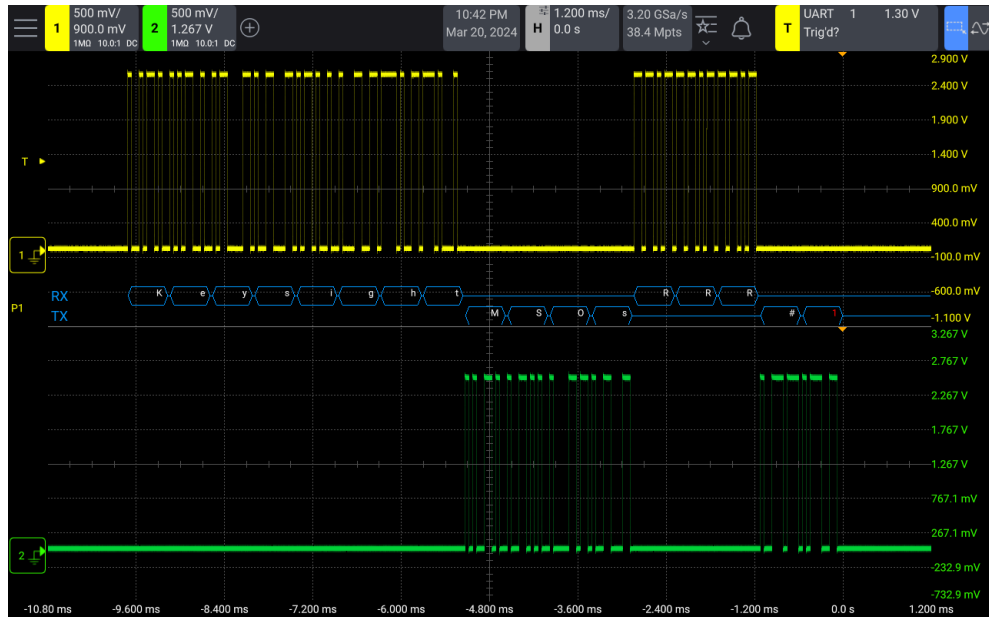 1 500 mV/ 900.0 mV 1MΩ 10.0:1 DC
2 500 mV/ 1.267 V 1MΩ 10.0:1 DC
10:42 PM
Mar 20, 2024
H 1.200 ms/ 0.0 s
3.20 GSa/s
38.4 Mpts
T UART 1 1.30 V
Trig'd?
2.900 V
2.400 V
1.900 V
T 1.400 V
900.0 mV
400.0 mV
1 -100.0 mV
P1
RX K e y s i g h t R R R -600.0 mV
TX M S O s # 1 -1.100 V
3.267 V
2.767 V
2.267 V
1.767 V
1.267 V
767.1 mV
267.1 mV
2 -232.9 mV
-732.9 mV
-10.80 ms -9.600 ms -8.400 ms -7.200 ms -6.000 ms -4.800 ms -3.600 ms -2.400 ms -1.200 ms 0.0 s 1.200 ms